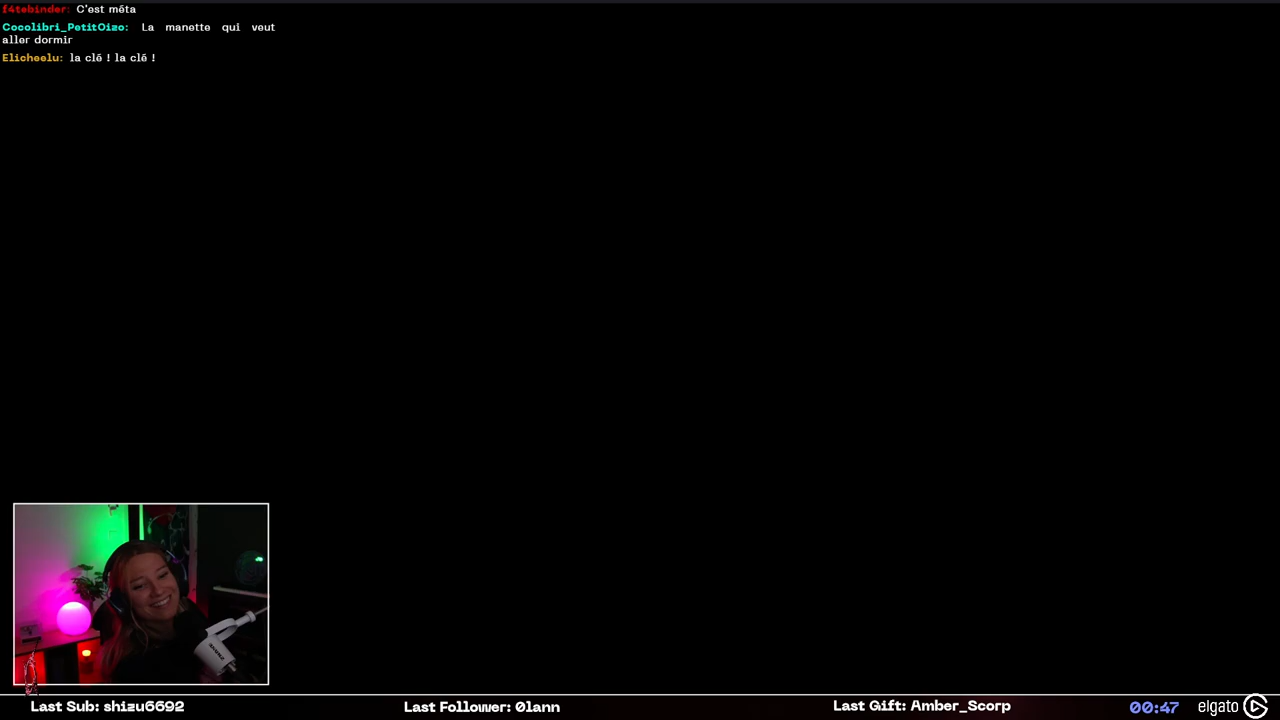 f4tebinder: C'est méta
Cocolibri_PetitOizo: La manette qui veut
aller dormir
Elicheelu: la clé ! la clé !
Last Sub: shizu6692
Last Follower: 0lann
Last Gift: Amber_Scorp
00:47
elgato